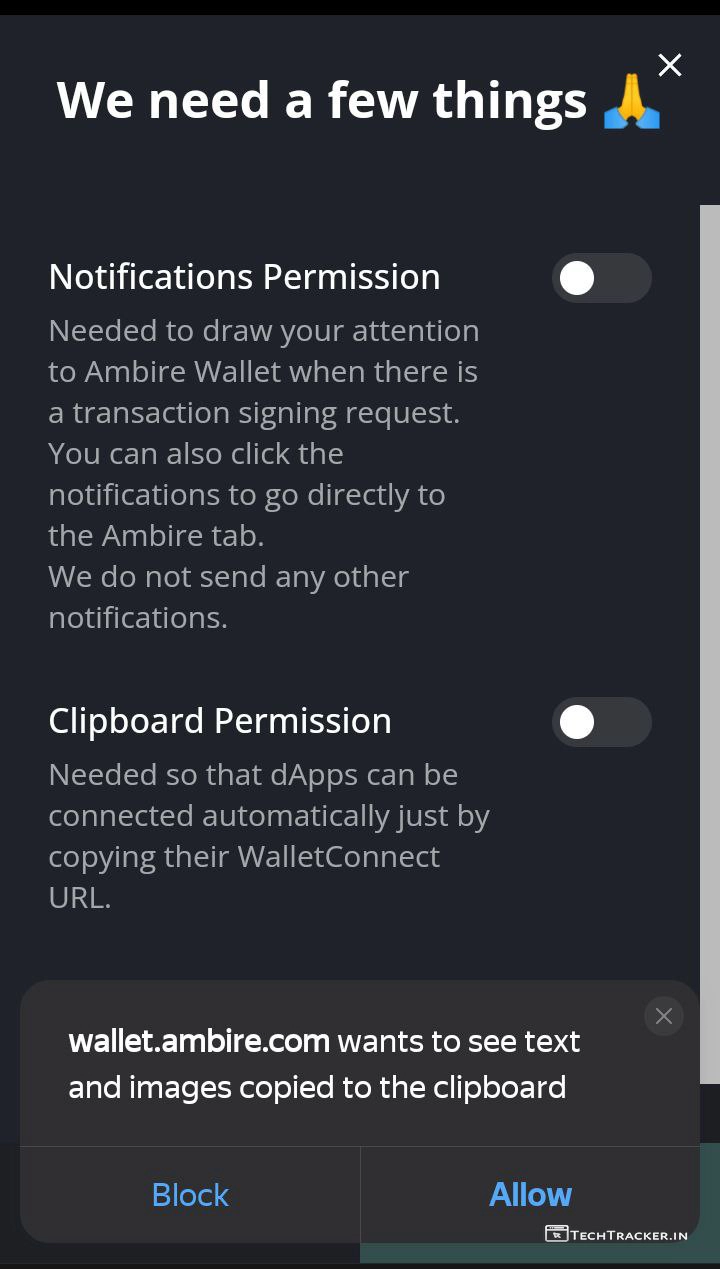 We need a few things 🙏
Notifications Permission
Needed to draw your attention
to Ambire Wallet when there is
a transaction signing request.
You can also click the
notifications to go directly to
the Ambire tab.
We do not send any other
notifications.
Clipboard Permission
Needed so that dApps can be
connected automatically just by
copying their WalletConnect
URL.
wallet.ambire.com wants to see text
and images copied to the clipboard
Block
Allow
TECHTRACKER.IN